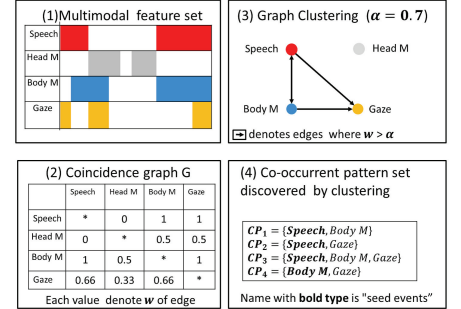 (1)Multimodal feature set
Speech
Head M
Body M
Gaze
(3) Graph Clustering (α = 0.7)
Speech
Head M
Body M
Gaze
denotes edges where w > α
(2) Coincidence graph G
Speech Head M Body M Gaze
Speech * 0 1 1
Head M 0 * 0.5 0.5
Body M 1 0.5 * 1
Gaze 0.66 0.33 0.66 *
Each value denote w of edge
(4) Co-occurrent pattern set
discovered by clustering
CP₁ = {Speech, Body M}
CP₂ = {Speech, Gaze}
CP₃ = {Speech, Body M, Gaze}
CP₄ = {Body M, Gaze}
Name with bold type is "seed events"